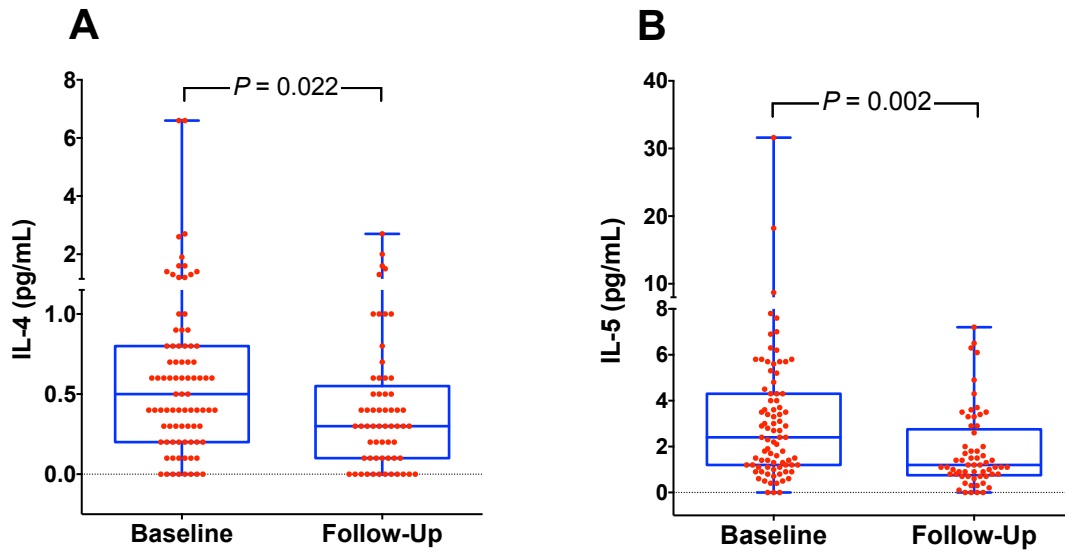 A
IL-4 (pg/mL)
8
6
4
2
1.0
0.5
0.0
P = 0.022
Baseline Follow-Up
B
IL-5 (pg/mL)
40
30
20
10
8
6
4
2
0
P = 0.002
Baseline Follow-Up